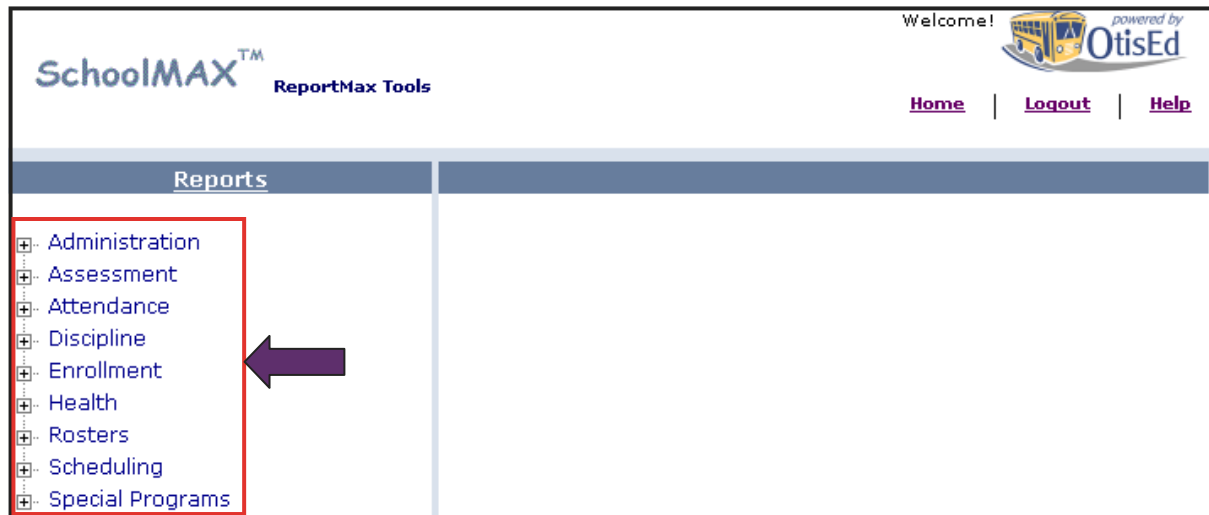 Welcome!
powered by
OtisEd
SchoolMAX™
ReportMax Tools
Home | Logout | Help
Reports
Administration
Assessment
Attendance
Discipline
Enrollment
Health
Rosters
Scheduling
Special Programs